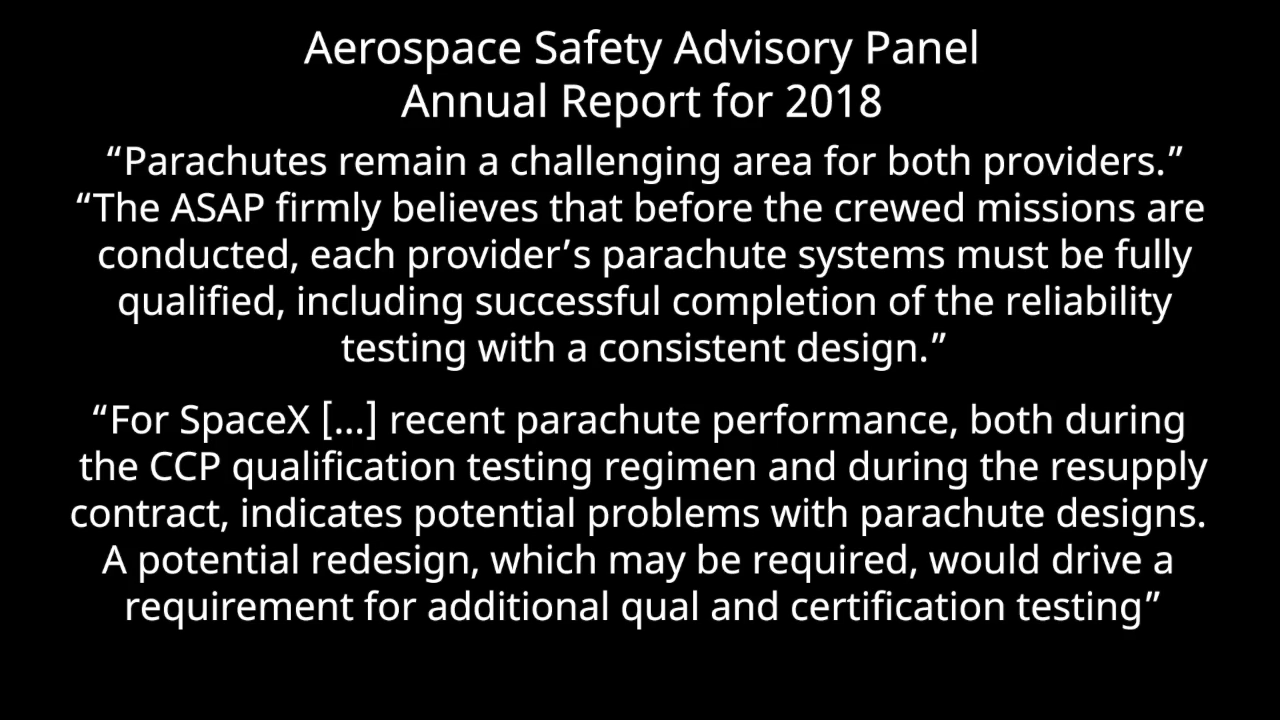 Aerospace Safety Advisory Panel
Annual Report for 2018
“Parachutes remain a challenging area for both providers.”
“The ASAP firmly believes that before the crewed missions are
conducted, each provider’s parachute systems must be fully
qualified, including successful completion of the reliability
testing with a consistent design.”
“For SpaceX [...] recent parachute performance, both during
the CCP qualification testing regimen and during the resupply
contract, indicates potential problems with parachute designs.
A potential redesign, which may be required, would drive a
requirement for additional qual and certification testing”